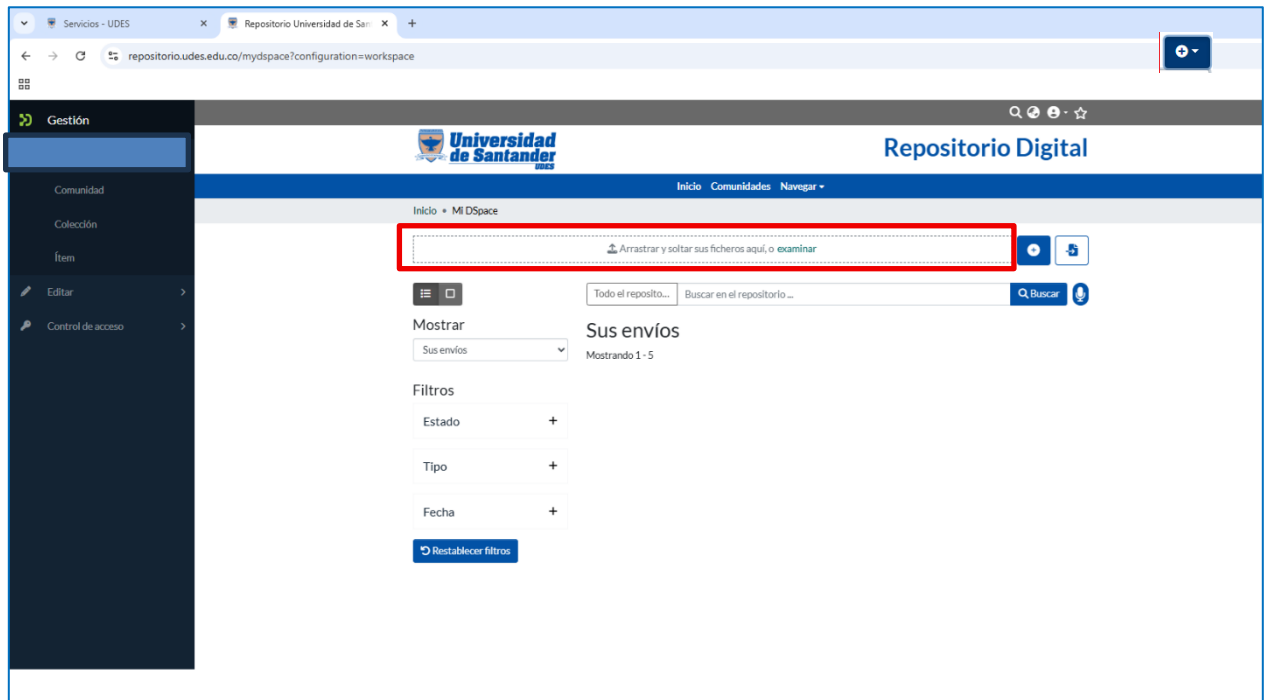 Servicios - UDES
Repositorio Universidad de San
repositorio.udes.edu.co/mydspace?configuration=workspace
Gestión
Comunidad
Colección
Ítem
Editar
Control de acceso
Universidad
de Santander
UDES
Repositorio Digital
Inicio Comunidades Navegar
Inicio • Mi DSpace
Arrastrar y soltar sus ficheros aquí, o examinar
Todo el reposito... Buscar en el repositorio ... Buscar
Mostrar
Sus envíos
Filtros
Estado +
Tipo +
Fecha +
Restablecer filtros
Sus envíos
Mostrando 1 - 5